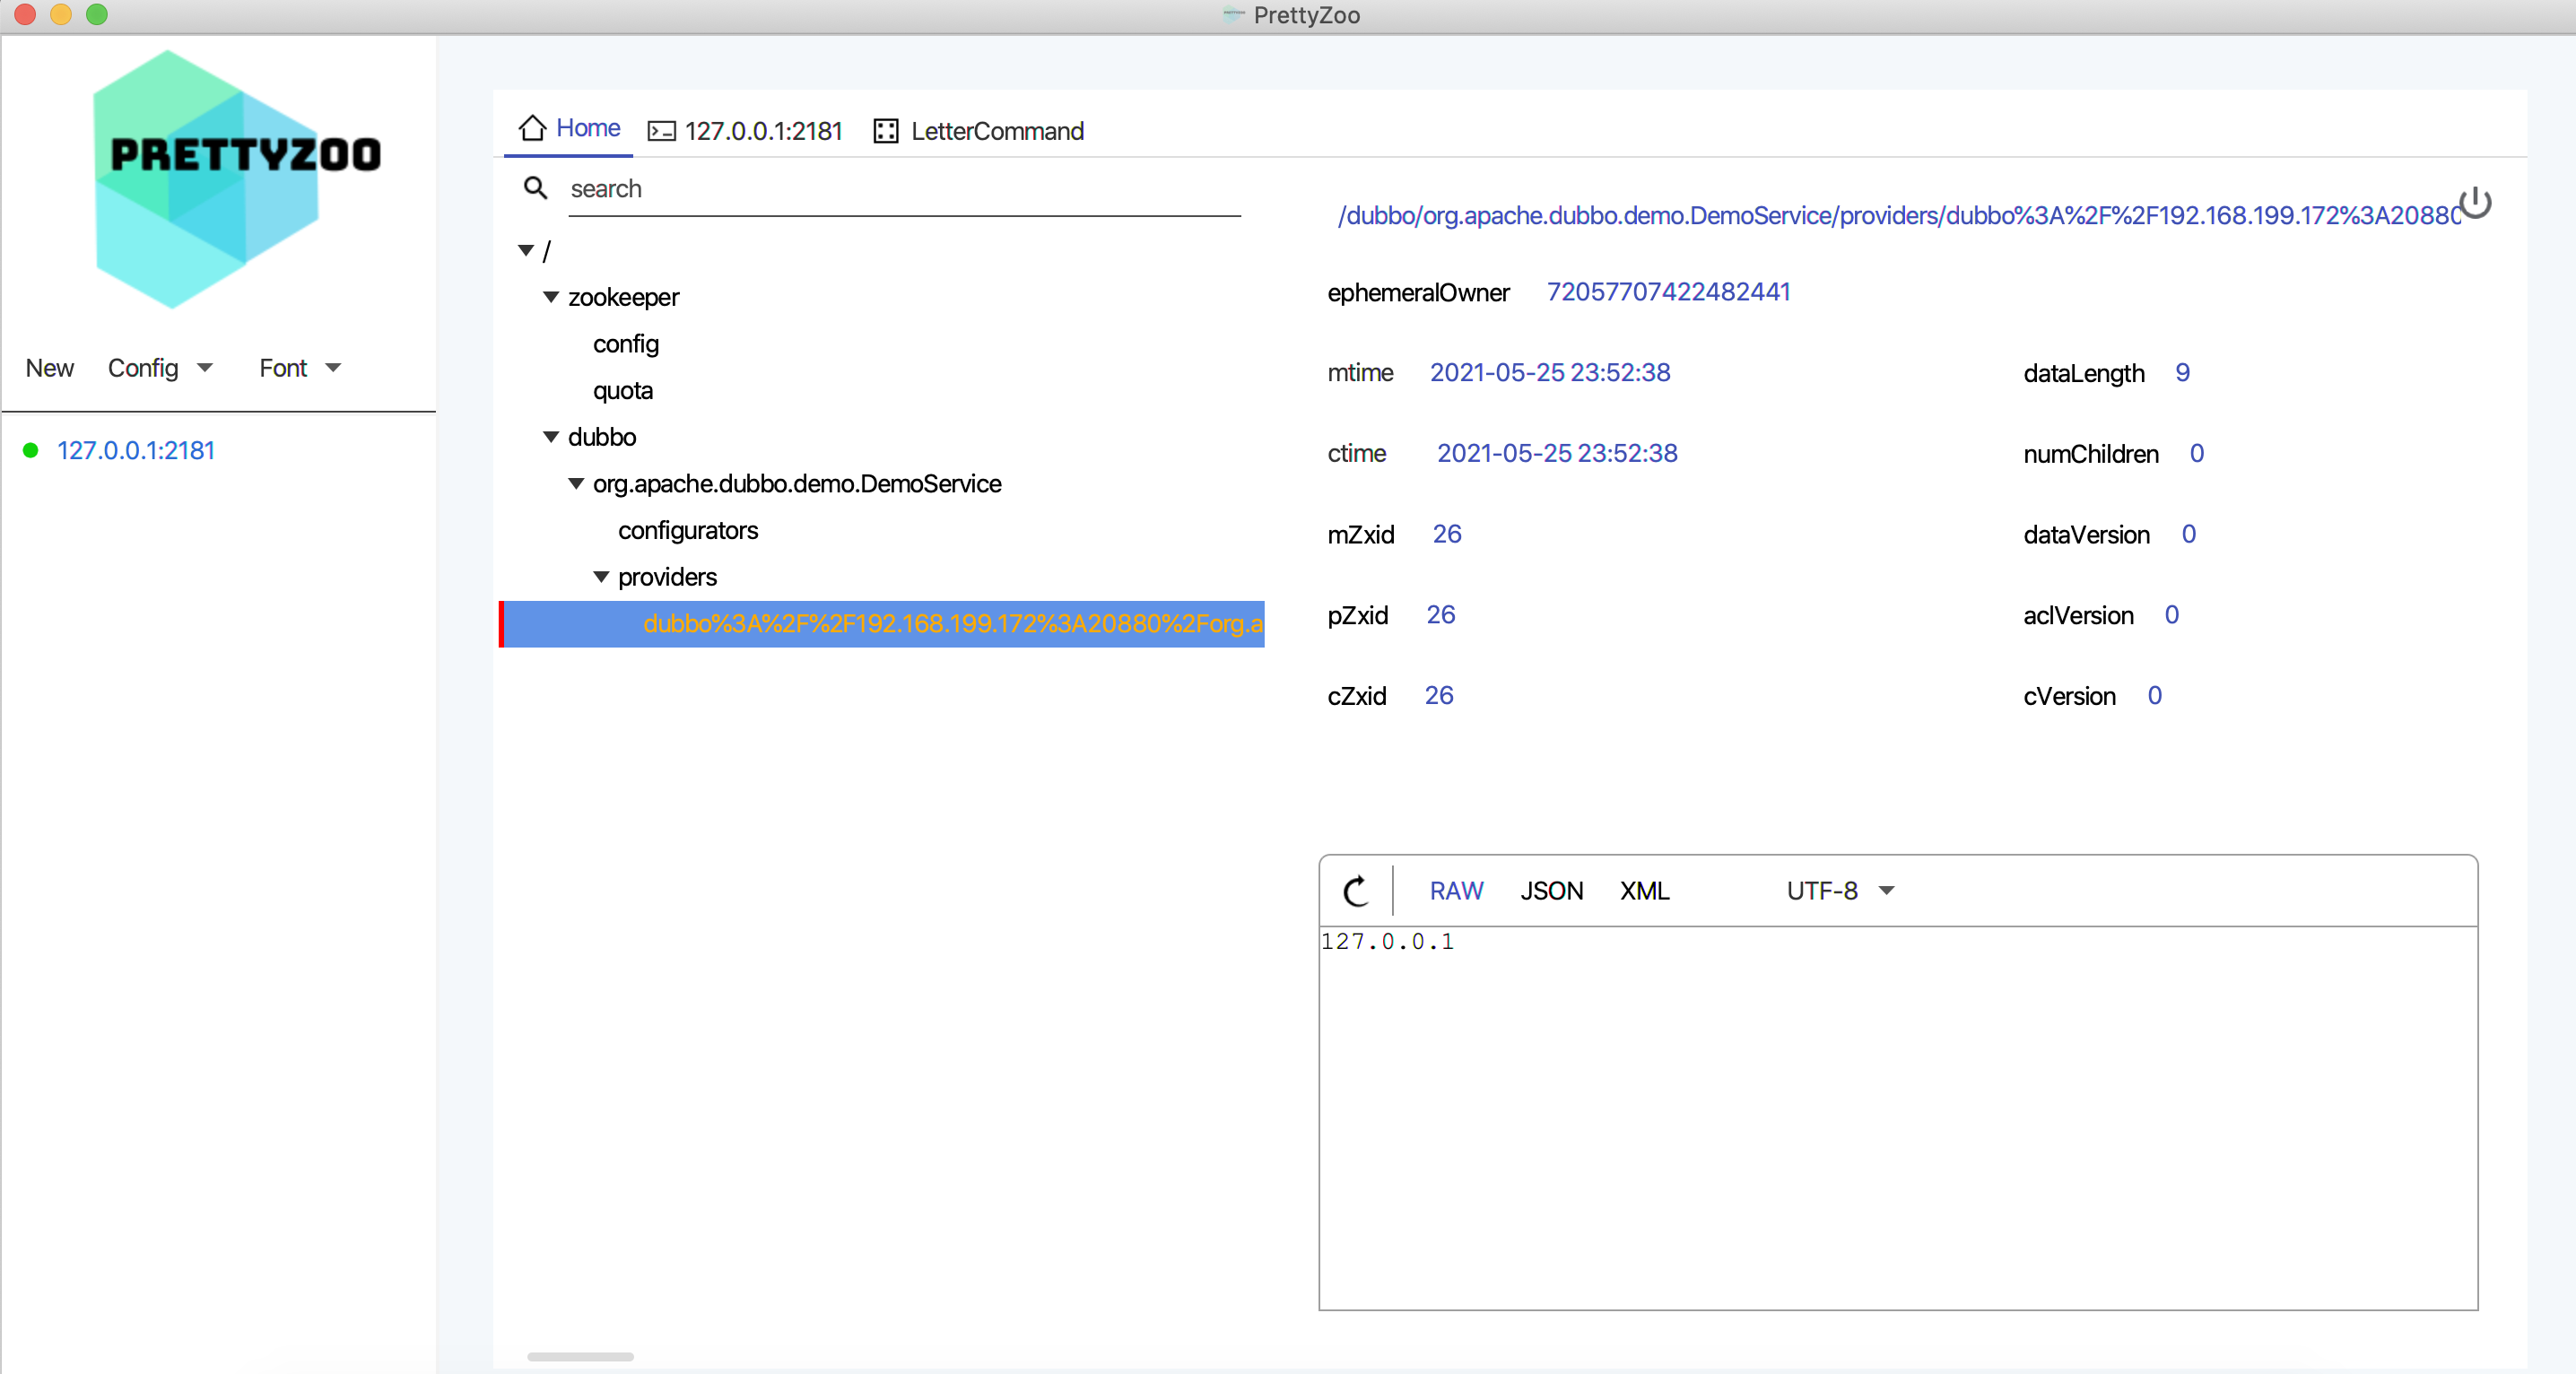 PrettyZoo
PRETTYZOO
New Config Font
127.0.0.1:2181
Home 127.0.0.1:2181 LetterCommand
search
/
zookeeper
config
quota
dubbo
org.apache.dubbo.demo.DemoService
configurators
providers
dubbo%3A%2F%2F192.168.199.172%3A20880%2Forg.a
/dubbo/org.apache.dubbo.demo.DemoService/providers/dubbo%3A%2F%2F192.168.199.172%3A20880
ephemeralOwner 72057707422482441
mtime 2021-05-25 23:52:38 dataLength 9
ctime 2021-05-25 23:52:38 numChildren 0
mZxid 26 dataVersion 0
pZxid 26 aclVersion 0
cZxid 26 cVersion 0
RAW JSON XML UTF-8
127.0.0.1